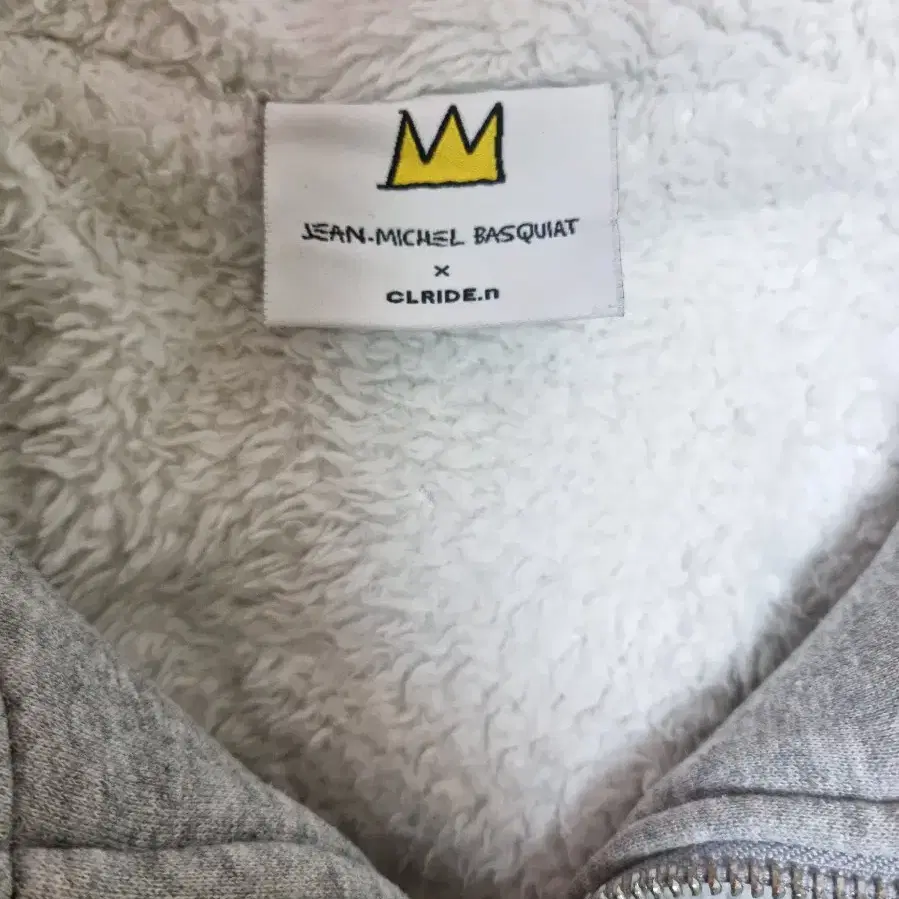 JEAN-MICHEL BASQUIAT
×
CLRIDE.n